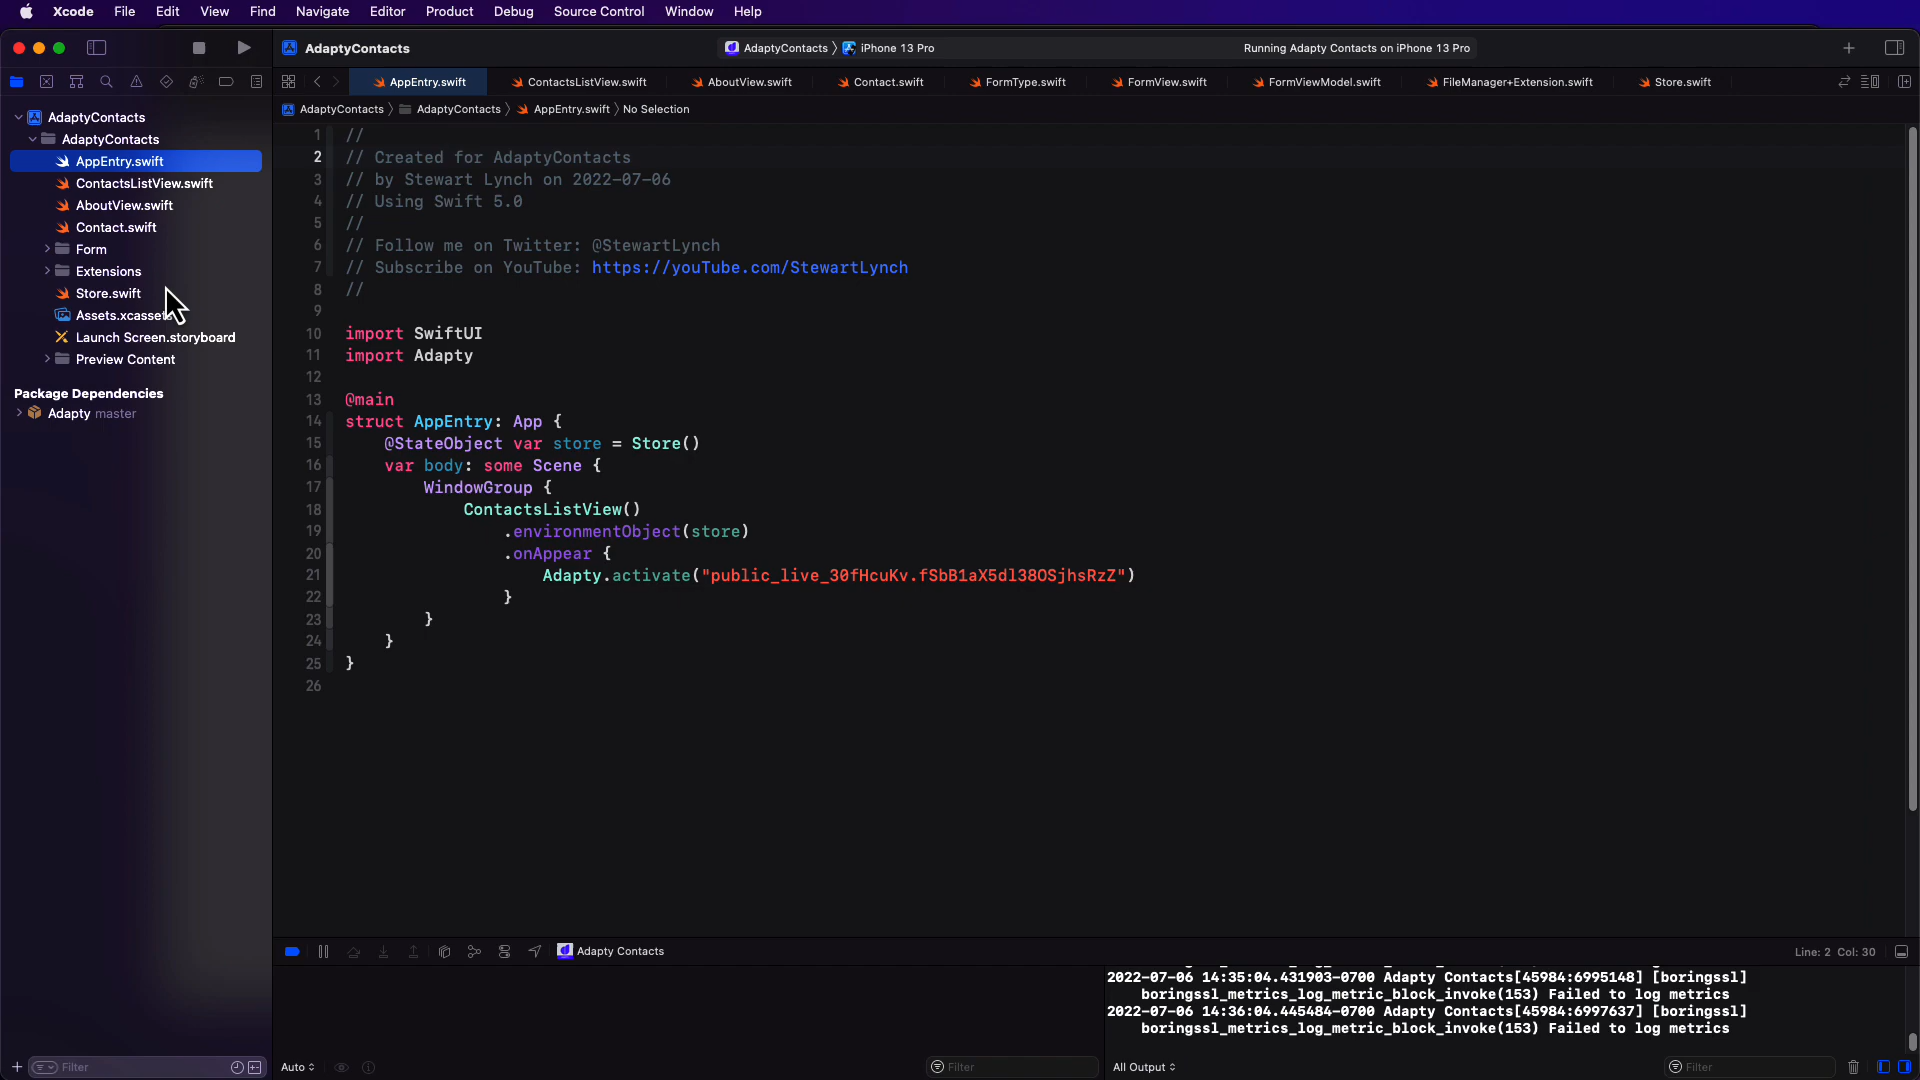 Xcode File Edit View Find Navigate Editor Product Debug Source Control Window Help
AdaptyContacts
AdaptyContacts iPhone 13 Pro
Running Adapty Contacts on iPhone 13 Pro
AppEntry.swift ContactsListView.swift AboutView.swift Contact.swift FormType.swift FormView.swift FormViewModel.swift FileManager+Extension.swift Store.swift
AdaptyContacts AdaptyContacts AppEntry.swift No Selection
AdaptyContacts
AdaptyContacts
AppEntry.swift
ContactsListView.swift
AboutView.swift
Contact.swift
Form
Extensions
Store.swift
Assets.xcassets
Launch Screen.storyboard
Preview Content
Package Dependencies
Adapty master
Filter
1 //
2 // Created for AdaptyContacts
3 // by Stewart Lynch on 2022-07-06
4 // Using Swift 5.0
5 //
6 // Follow me on Twitter: @StewartLynch
7 // Subscribe on YouTube: https://youTube.com/StewartLynch
8 //
9
10 import SwiftUI
11 import Adapty
12
13 @main
14 struct AppEntry: App {
15 @StateObject var store = Store()
16 var body: some Scene {
17 WindowGroup {
18 ContactsListView()
19 .environmentObject(store)
20 .onAppear {
21 Adapty.activate("public_live_30fHcuKv.fSbB1aX5dl38OSjhsRzZ")
22 }
23 }
24 }
25 }
26
Adapty Contacts
Line: 2 Col: 30
2022-07-06 14:35:04.431903-0700 Adapty Contacts[45984:6995148] [boringssl]
boringssl_metrics_log_metric_block_invoke(153) Failed to log metrics
2022-07-06 14:36:04.445484-0700 Adapty Contacts[45984:6997637] [boringssl]
boringssl_metrics_log_metric_block_invoke(153) Failed to log metrics
Auto
Filter
All Output
Filter